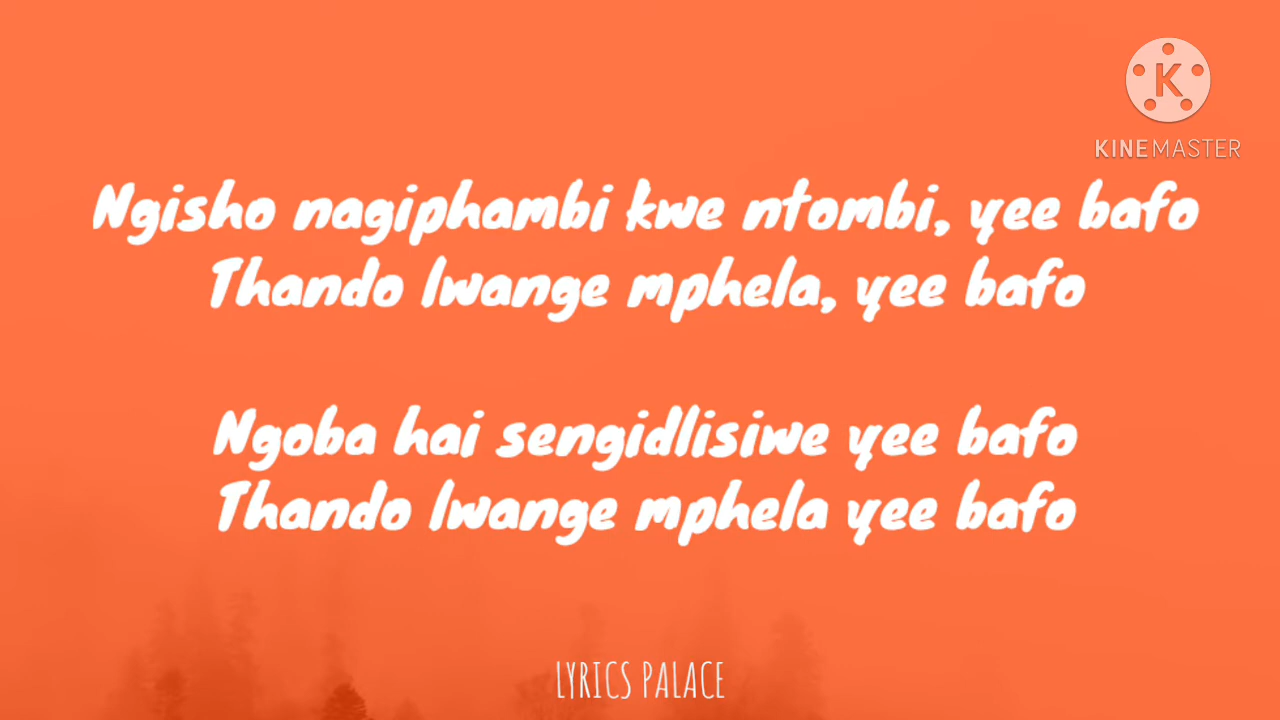 K
KINEMASTER
Ngisho nagiphambi kwe ntombi, yee bafo
Thando lwange mphela, yee bafo
Ngoba hai sengidlisiwe yee bafo
Thando lwange mphela yee bafo
LYRICS PALACE